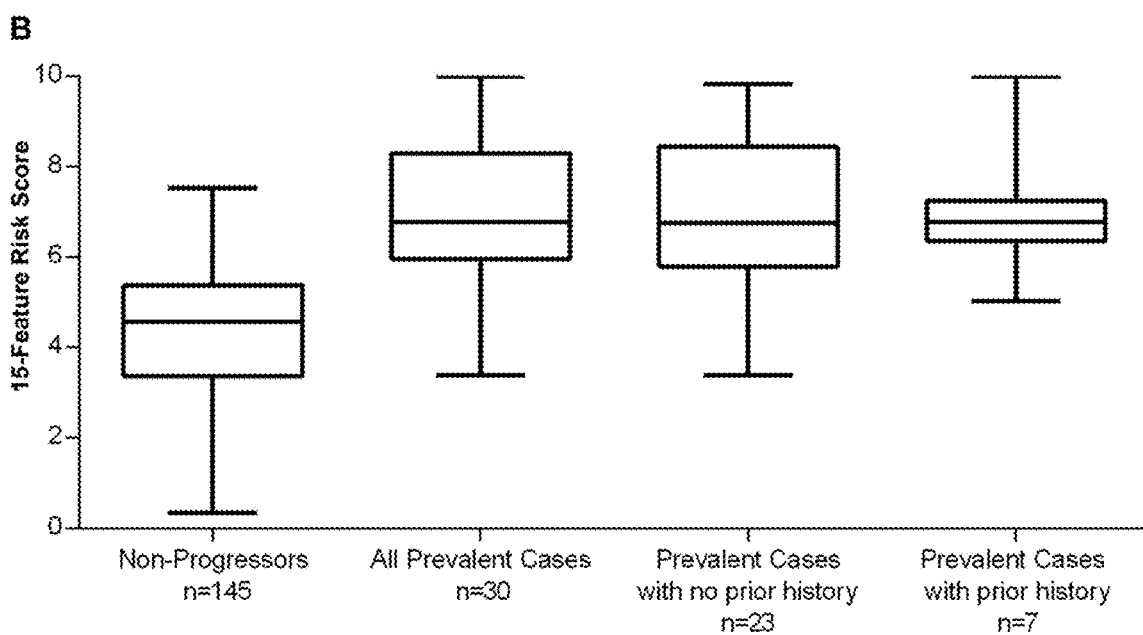 B
15-Feature Risk Score
10
8
6
4
2
0
Non-Progressors
n=145
All Prevalent Cases
n=30
Prevalent Cases
with no prior history
n=23
Prevalent Cases
with prior history
n=7